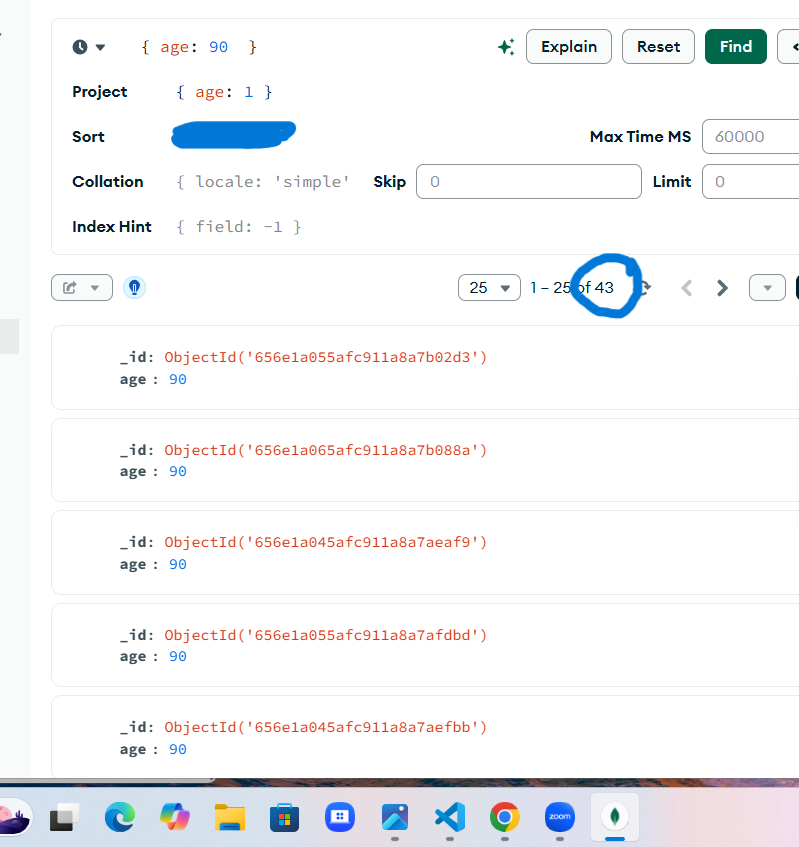 { age: 90 }
Explain Reset Find
Project { age: 1 }
Sort Max Time MS 60000
Collation { locale: 'simple' Skip 0 Limit 0
Index Hint { field: -1 }
25 1 – 25 of 43
_id: ObjectId('656e1a055afc911a8a7b02d3')
age : 90
_id: ObjectId('656e1a065afc911a8a7b088a')
age : 90
_id: ObjectId('656e1a045afc911a8a7aeaf9')
age : 90
_id: ObjectId('656e1a055afc911a8a7afdbd')
age : 90
_id: ObjectId('656e1a045afc911a8a7aefbb')
age : 90
zoom